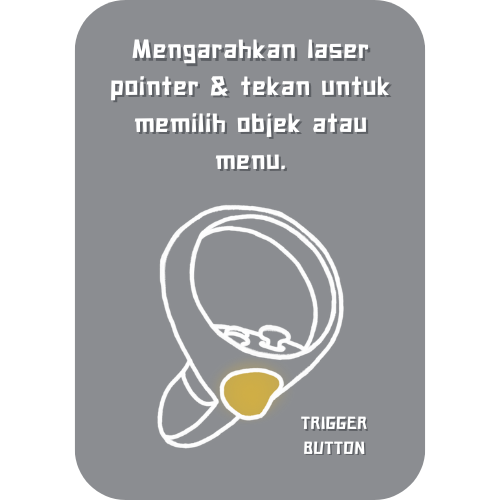 Mengarahkan laser
pointer & tekan untuk
memilih objek atau
menu.
TRIGGER
BUTTON